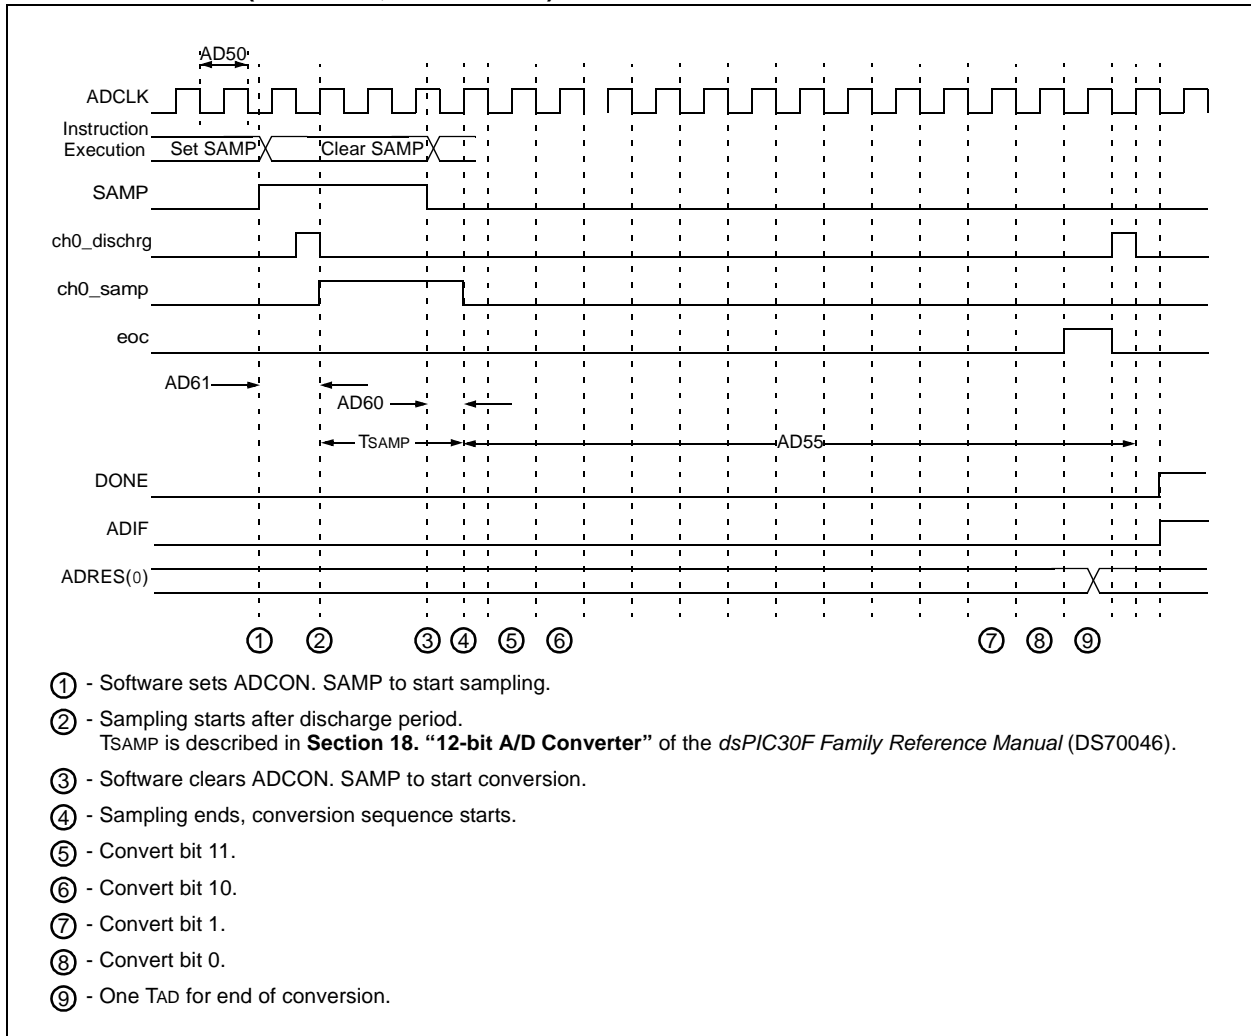 AD50
ADCLK
Instruction
Execution
Set SAMP
Clear SAMP
SAMP
ch0_dischrg
ch0_samp
eoc
AD61
AD60
TSAMP
AD55
DONE
ADIF
ADRES(0)
1 2 3 4 5 6 7 8 9
1 - Software sets ADCON. SAMP to start sampling.
2 - Sampling starts after discharge period.
TSAMP is described in Section 18. “12-bit A/D Converter” of the dsPIC30F Family Reference Manual (DS70046).
3 - Software clears ADCON. SAMP to start conversion.
4 - Sampling ends, conversion sequence starts.
5 - Convert bit 11.
6 - Convert bit 10.
7 - Convert bit 1.
8 - Convert bit 0.
9 - One TAD for end of conversion.